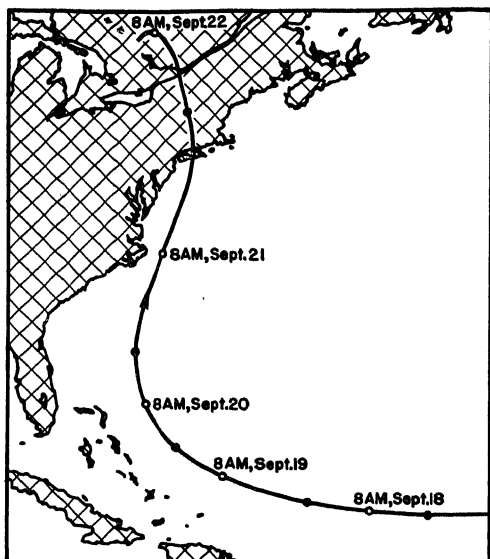 8AM, Sept. 22
8AM, Sept. 21
8AM, Sept. 20
8AM, Sept. 19
8AM, Sept. 18